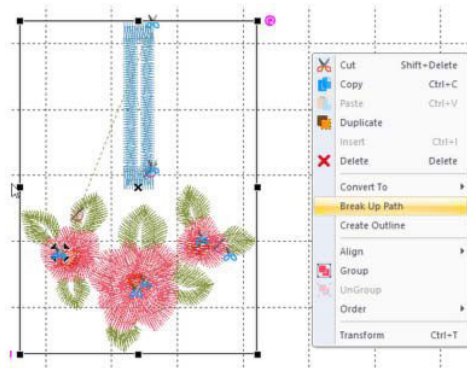 Cut Shift+Delete
Copy Ctrl+C
Paste Ctrl+V
Duplicate
Insert Ctrl+I
Delete Delete
Convert To
Break Up Path
Create Outline
Align
Group
UnGroup
Order
Transform Ctrl+T